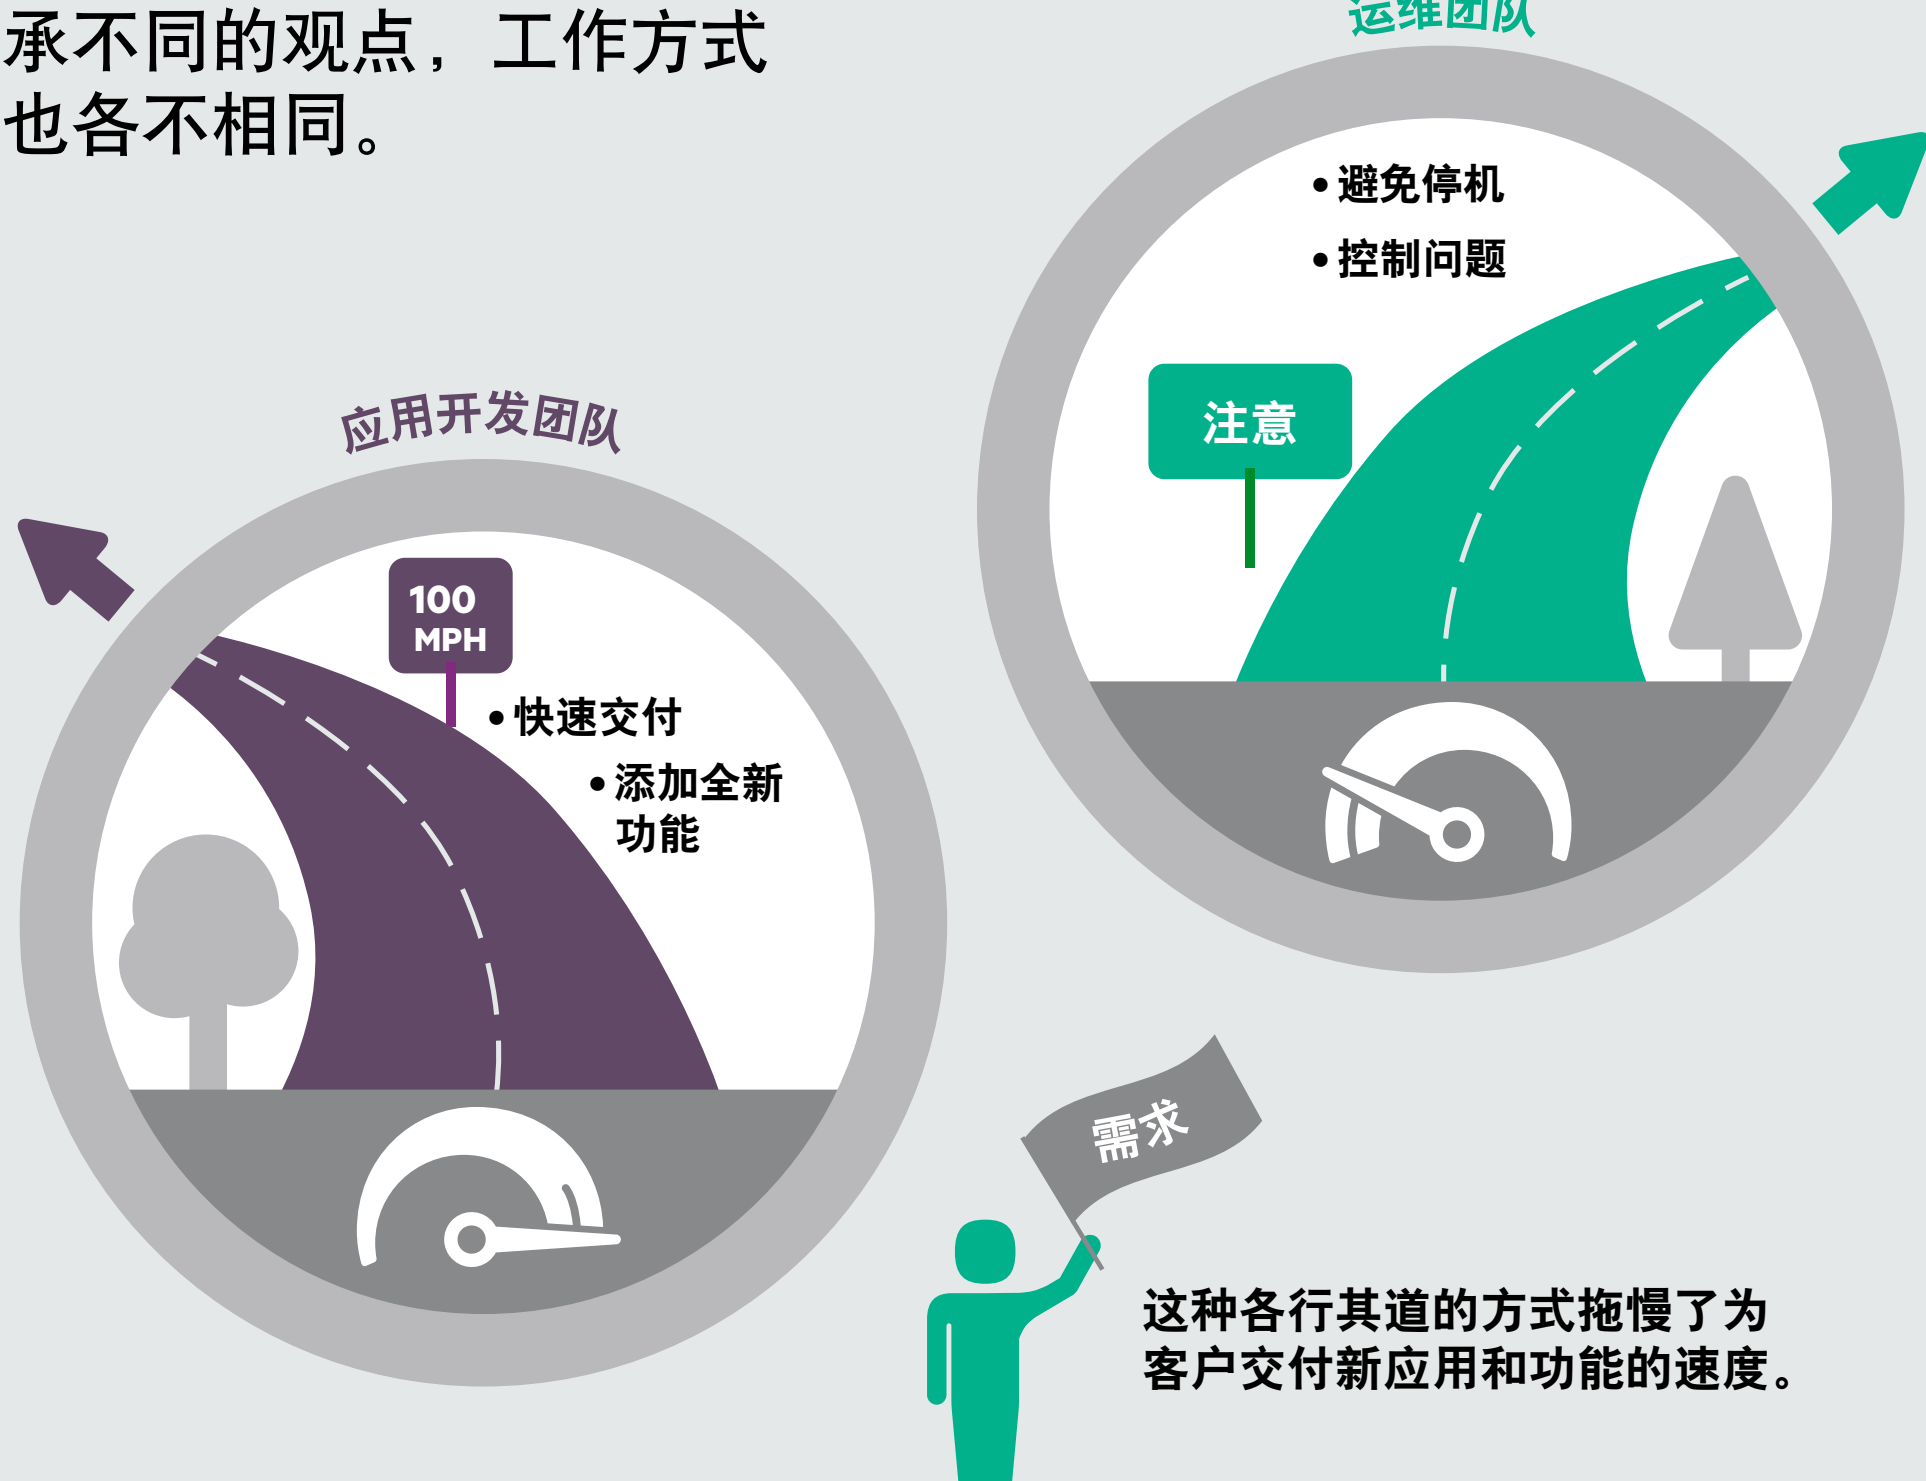 承不同的观点，工作方式
也各不相同。
运维团队
• 避免停机
• 控制问题
注意
应用开发团队
100
MPH
• 快速交付
• 添加全新
功能
需求
这种各行其道的方式拖慢了为
客户交付新应用和功能的速度。